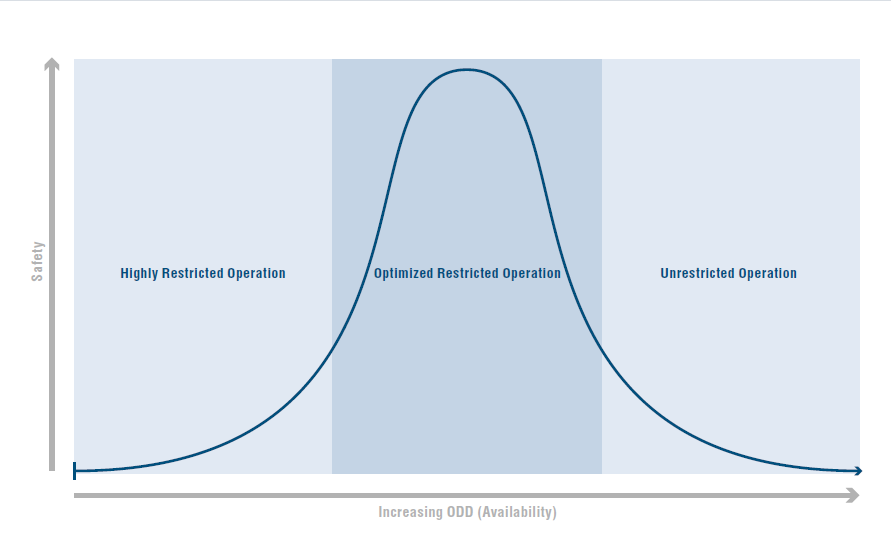 Safety
Highly Restricted Operation
Optimized Restricted Operation
Unrestricted Operation
Increasing ODD (Availability)